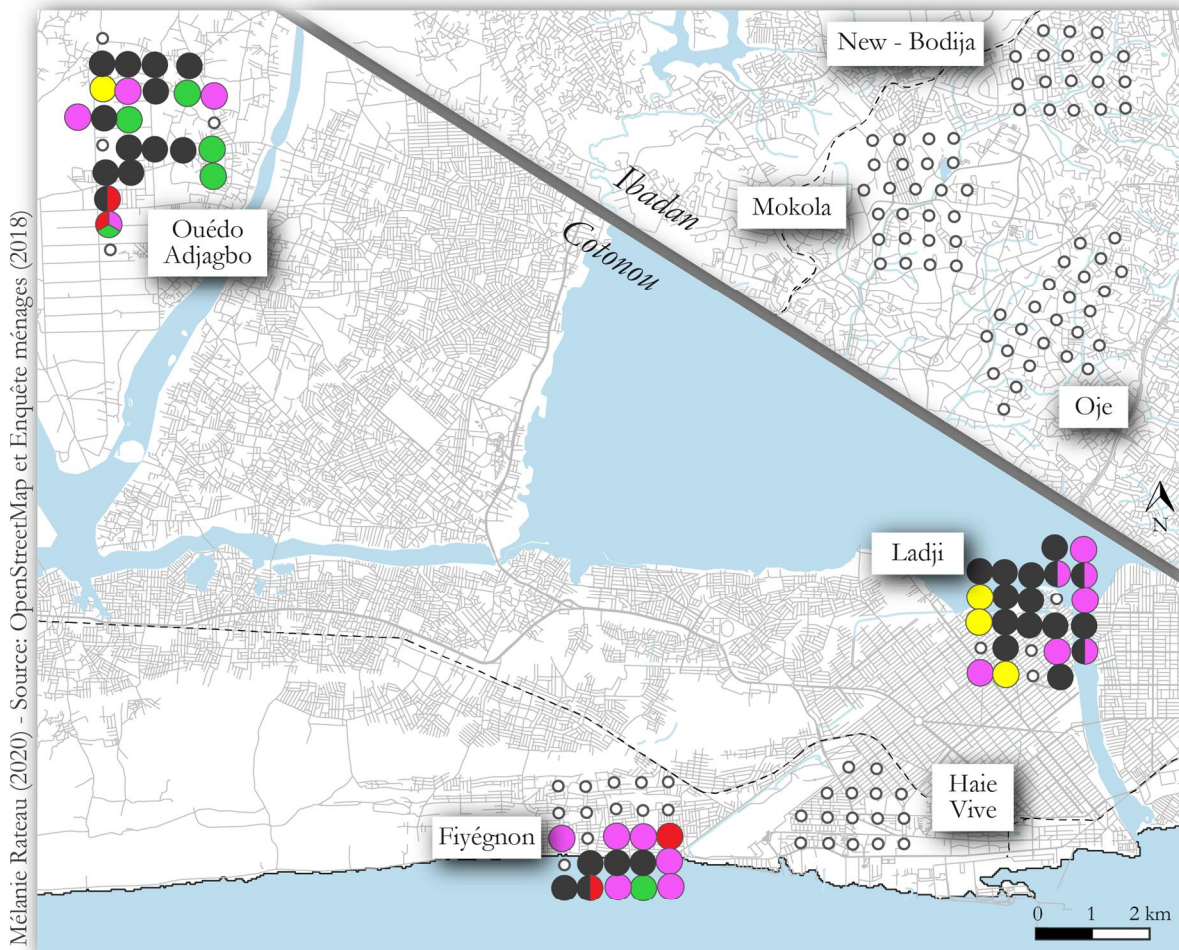 New - Bodija
Ibadan
Mokola
Cotonou
Ouédo
Adjagbo
Oje
N
Ladji
Haie
Vive
Fiyégnon
0 1 2 km
Mélanie Rateau (2020) - Source: OpenStreetMap et Enquête ménages (2018)